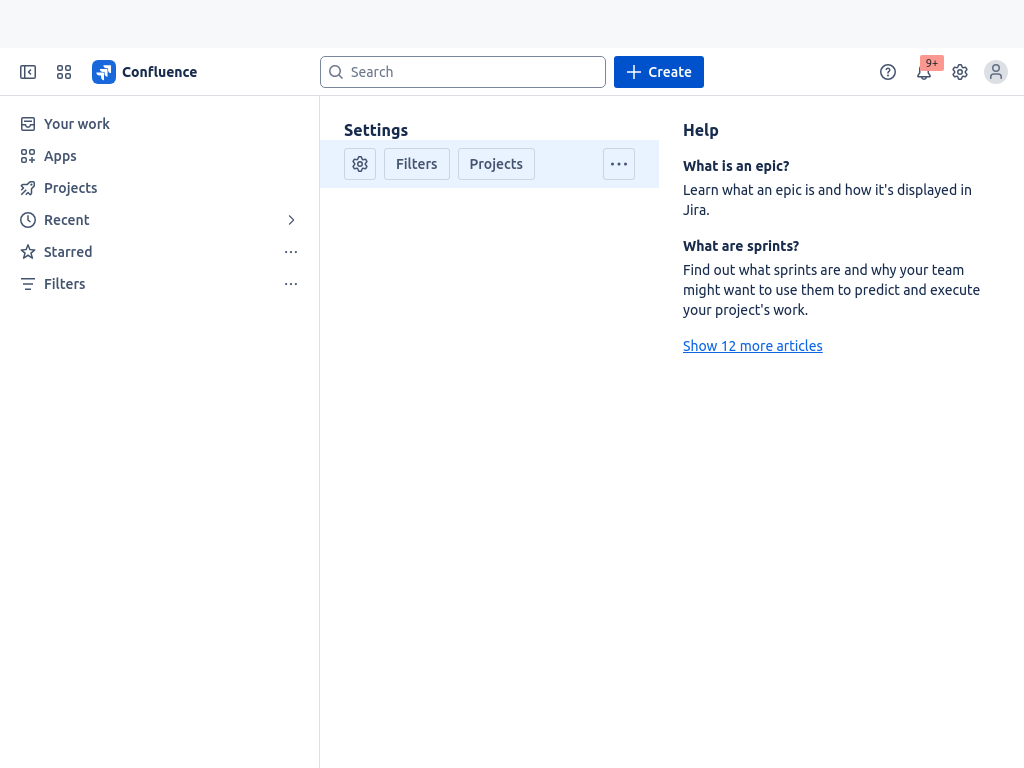 Confluence
Search
Create
9+
Your work
Apps
Projects
Recent
Starred
Filters
Settings
Filters
Projects
Help
What is an epic?
Learn what an epic is and how it's displayed in
Jira.
What are sprints?
Find out what sprints are and why your team
might want to use them to predict and execute
your project's work.
Show 12 more articles